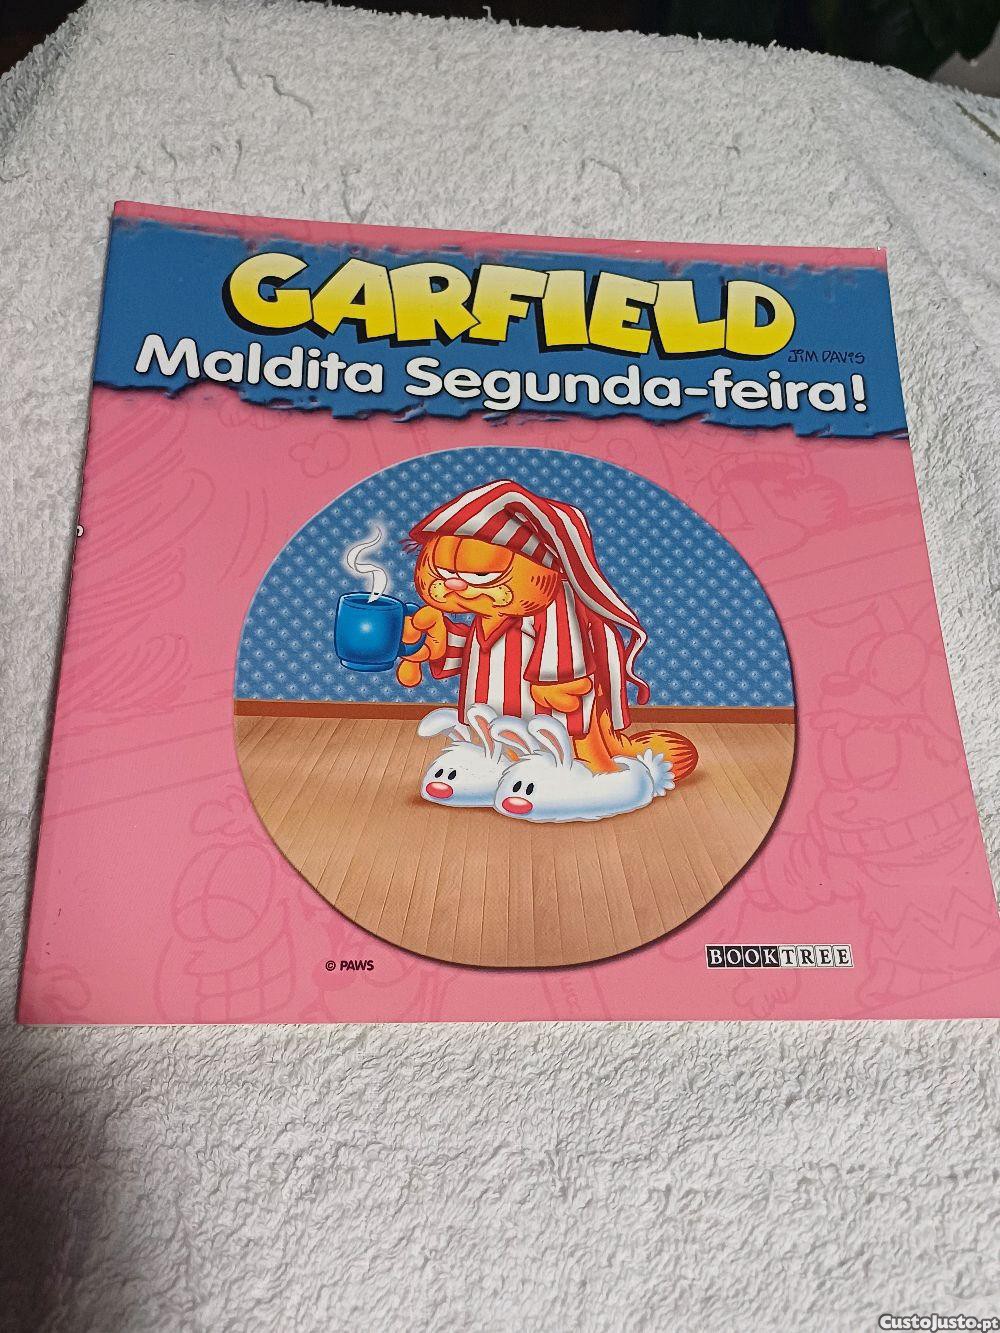 GARFIELD
JIM DAVIS
Maldita Segunda-feira!
© PAWS
BOOKTREE
CustoJusto.pt